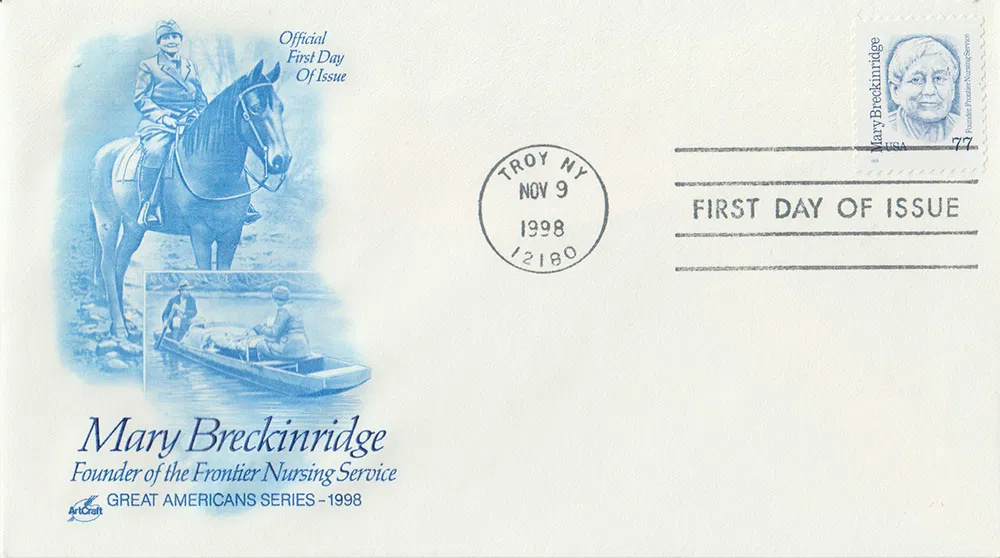 Official
First Day
Of Issue
Mary Breckinridge
Founder, Frontier Nursing Service
USA
77
TROY NY
NOV 9
1998
12180
FIRST DAY OF ISSUE
Mary Breckinridge
Founder of the Frontier Nursing Service
ArtCraft
GREAT AMERICANS SERIES – 1998